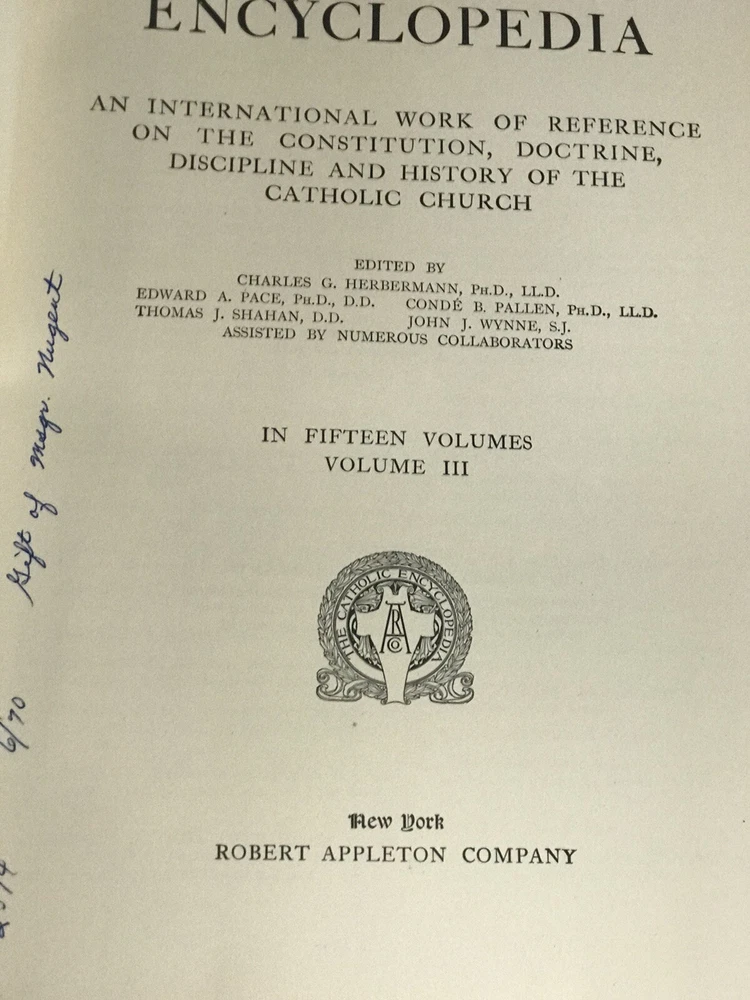 ENCYCLOPEDIA
AN INTERNATIONAL WORK OF REFERENCE
ON THE CONSTITUTION, DOCTRINE,
DISCIPLINE AND HISTORY OF THE
CATHOLIC CHURCH
EDITED BY
CHARLES G. HERBERMANN, PH.D., LL.D.
EDWARD A. PACE, PH.D., D.D. CONDÉ B. PALLEN, PH.D., LL.D.
THOMAS J. SHAHAN, D.D. JOHN J. WYNNE, S.J.
ASSISTED BY NUMEROUS COLLABORATORS
IN FIFTEEN VOLUMES
VOLUME III
THE CATHOLIC ENCYCLOPEDIA
RA
Co
New York
ROBERT APPLETON COMPANY
Gift of Msgr. Nugent
6/70